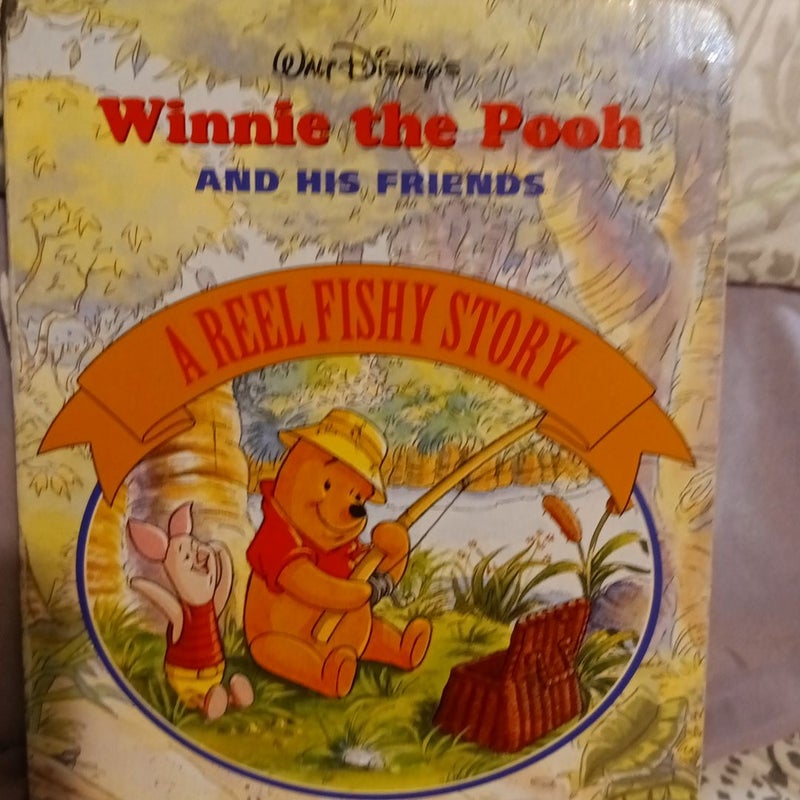 Walt Disney's
Winnie the Pooh
AND HIS FRIENDS
A REEL FISHY STORY